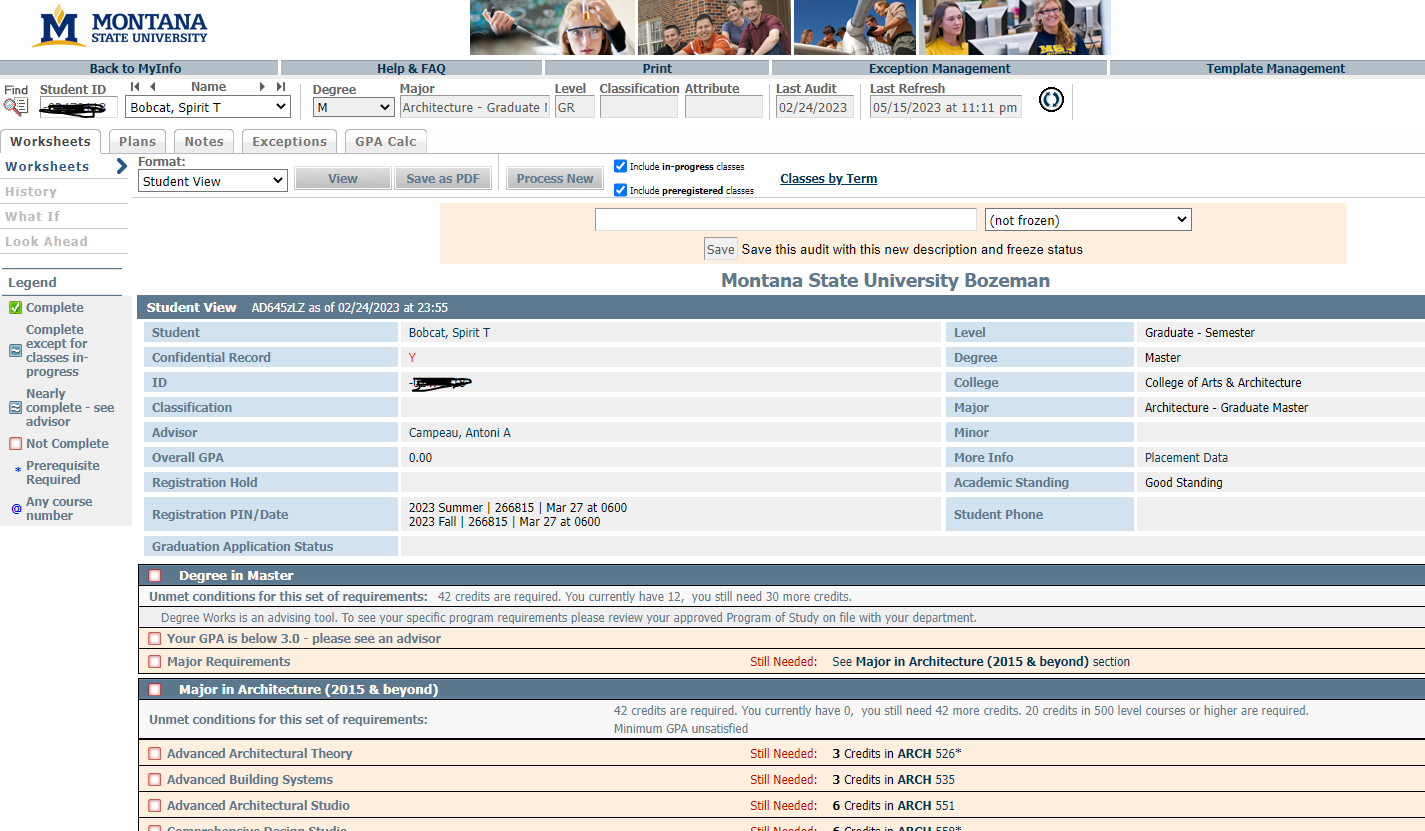 MONTANA
STATE UNIVERSITY
Back to MyInfo Help & FAQ Print Exception Management Template Management
Find Student ID Name Degree Major Level Classification Attribute Last Audit Last Refresh
Bobcat, Spirit T M Architecture - Graduate GR 02/24/2023 05/15/2023 at 11:11 pm
Worksheets Plans Notes Exceptions GPA Calc
Worksheets
History
What If
Look Ahead
Format:
Student View View Save as PDF Process New
Include in-progress classes
Include preregistered classes
Classes by Term
(not frozen)
Save Save this audit with this new description and freeze status
Legend
Complete
Complete
except for
classes in-
progress
Nearly
complete - see
advisor
Not Complete
* Prerequisite
Required
@ Any course
number
Montana State University Bozeman
Student View AD645zLZ as of 02/24/2023 at 23:55
Student Bobcat, Spirit T Level Graduate - Semester
Confidential Record Y Degree Master
ID College College of Arts & Architecture
Classification Major Architecture - Graduate Master
Advisor Campeau, Antoni A Minor
Overall GPA 0.00 More Info Placement Data
Registration Hold Academic Standing Good Standing
Registration PIN/Date 2023 Summer | 266815 | Mar 27 at 0600 Student Phone
2023 Fall | 266815 | Mar 27 at 0600
Graduation Application Status
Degree in Master
Unmet conditions for this set of requirements: 42 credits are required. You currently have 12, you still need 30 more credits.
Degree Works is an advising tool. To see your specific program requirements please review your approved Program of Study on file with your department.
Your GPA is below 3.0 - please see an advisor
Major Requirements Still Needed: See Major in Architecture (2015 & beyond) section
Major in Architecture (2015 & beyond)
Unmet conditions for this set of requirements: 42 credits are required. You currently have 0, you still need 42 more credits. 20 credits in 500 level courses or higher are required.
Minimum GPA unsatisfied
Advanced Architectural Theory Still Needed: 3 Credits in ARCH 526*
Advanced Building Systems Still Needed: 3 Credits in ARCH 535
Advanced Architectural Studio Still Needed: 6 Credits in ARCH 551
Comprehensive Design Studio Still Needed: 6 Credits in ARCH 558*